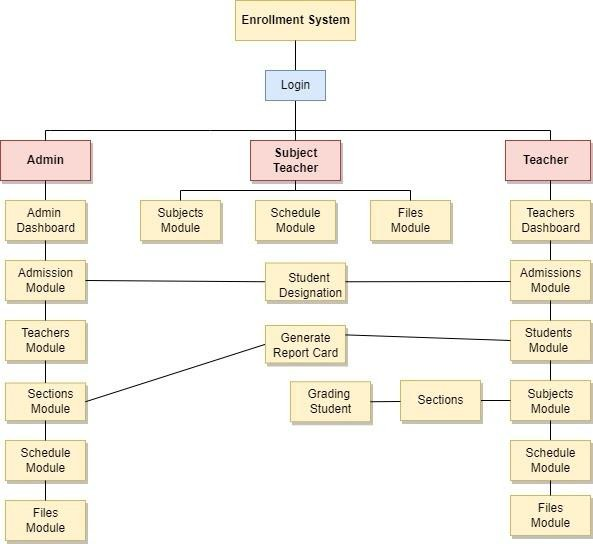 Enrollment System
Login
Admin
Subject
Teacher
Teacher
Admin
Dashboard
Subjects
Module
Schedule
Module
Files
Module
Teachers
Dashboard
Admission
Module
Student
Designation
Admissions
Module
Teachers
Module
Generate
Report Card
Students
Module
Sections
Module
Grading
Student
Sections
Subjects
Module
Schedule
Module
Schedule
Module
Files
Module
Files
Module